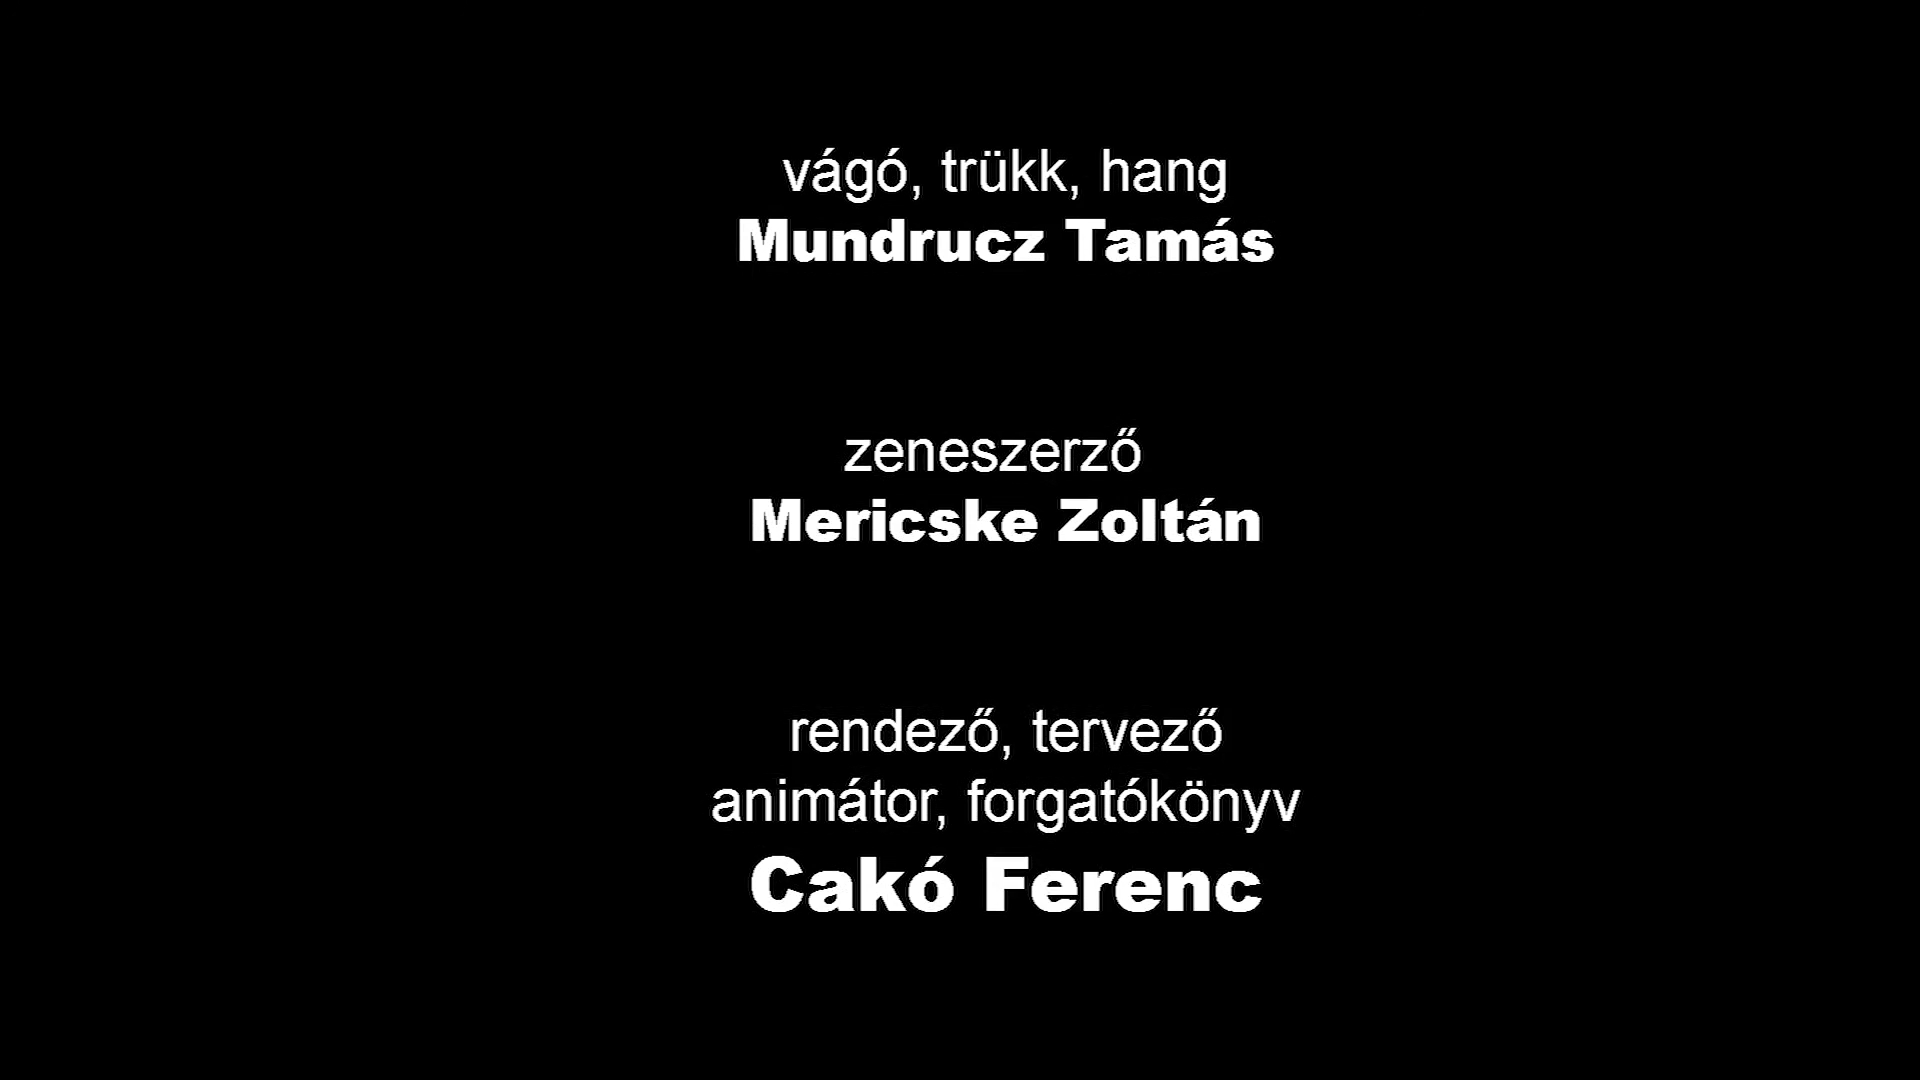 vágó, trükk, hang
Mundrucz Tamás
zeneszerző
Mericske Zoltán
rendező, tervező
animátor, forgatókönyv
Cakó Ferenc